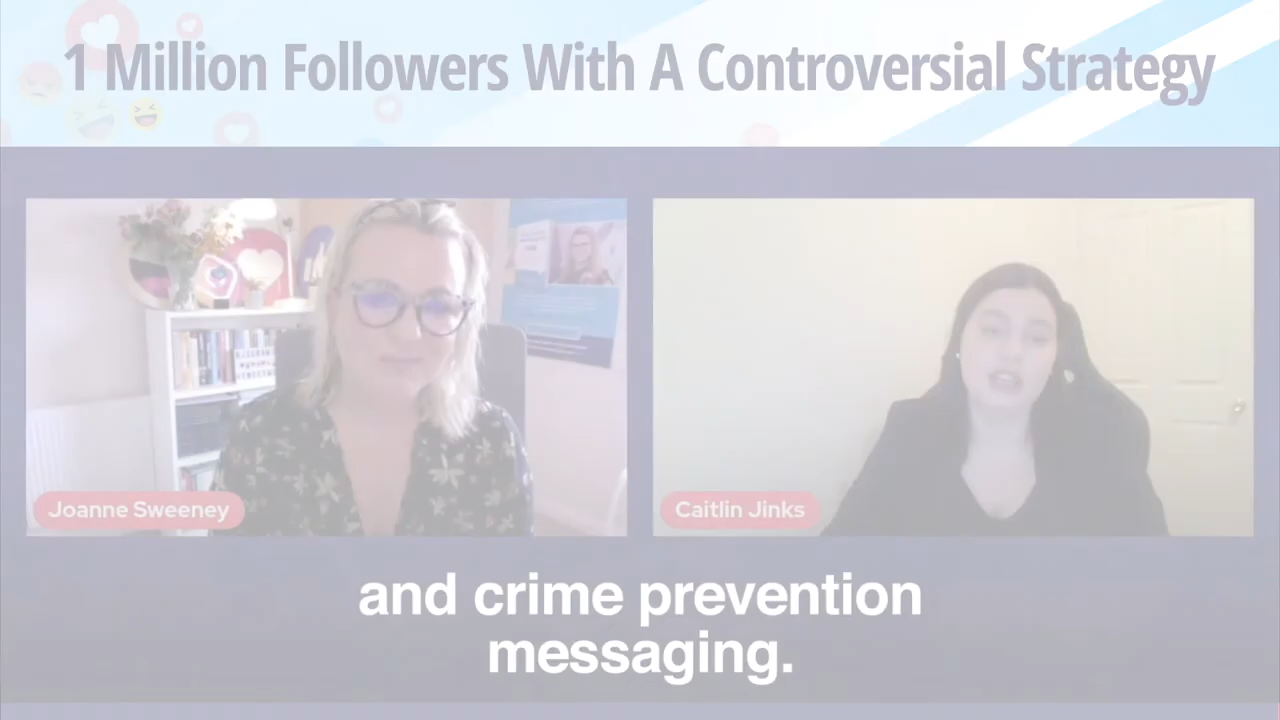 1 Million Followers With A Controversial Strategy
Joanne Sweeney
Caitlin Jinks
and crime prevention
messaging.